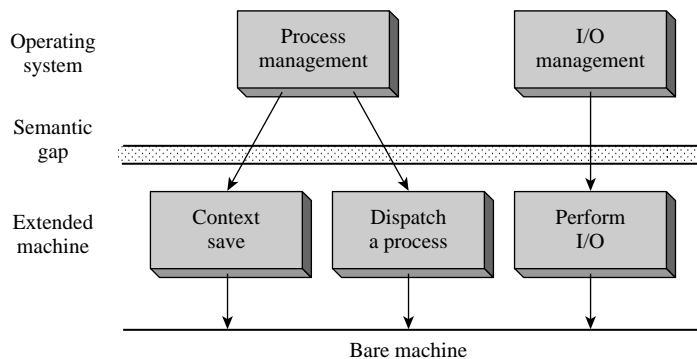 Operating
system
Process
management
I/O
management
Semantic
gap
Extended
machine
Context
save
Dispatch
a process
Perform
I/O
Bare machine